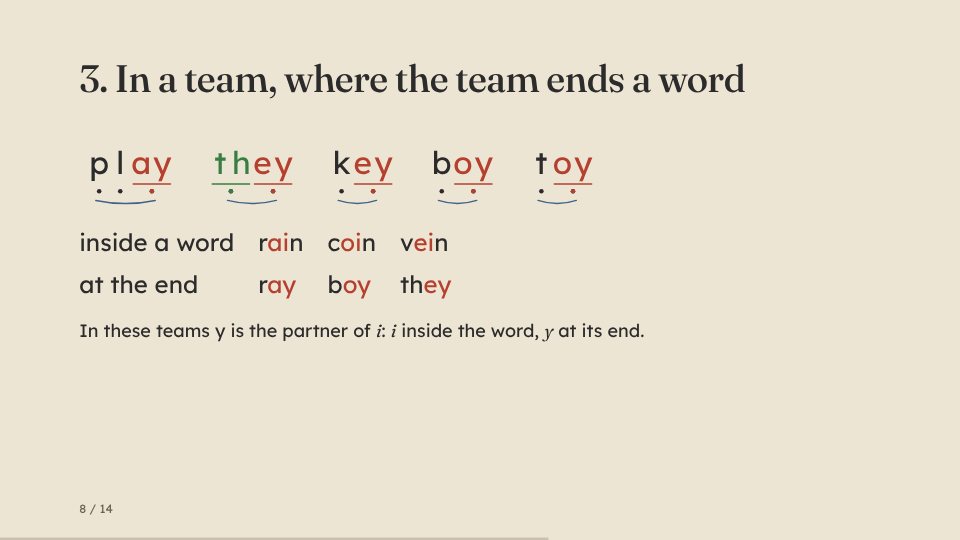 3. In a team, where the team ends a word
play they key boy toy
inside a word rain coin vein
at the end ray boy they
In these teams y is the partner of i: i inside the word, y at its end.
8 / 14